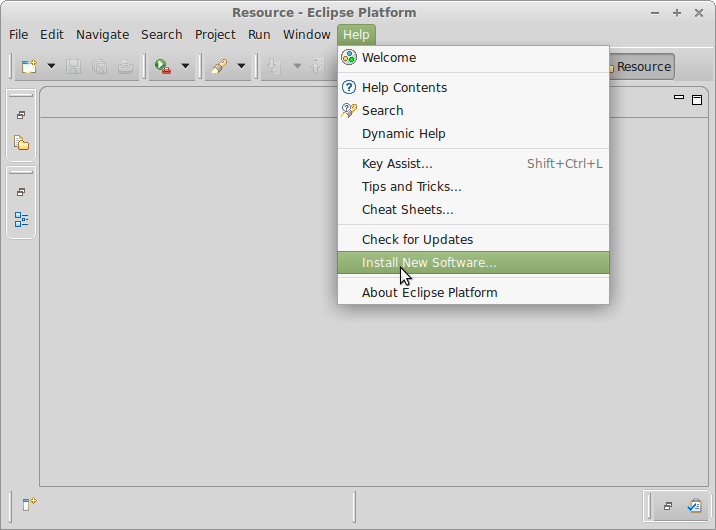 Resource - Eclipse Platform
File Edit Navigate Search Project Run Window Help
Resource
Welcome
Help Contents
Search
Dynamic Help
Key Assist... Shift+Ctrl+L
Tips and Tricks...
Cheat Sheets...
Check for Updates
Install New Software...
About Eclipse Platform